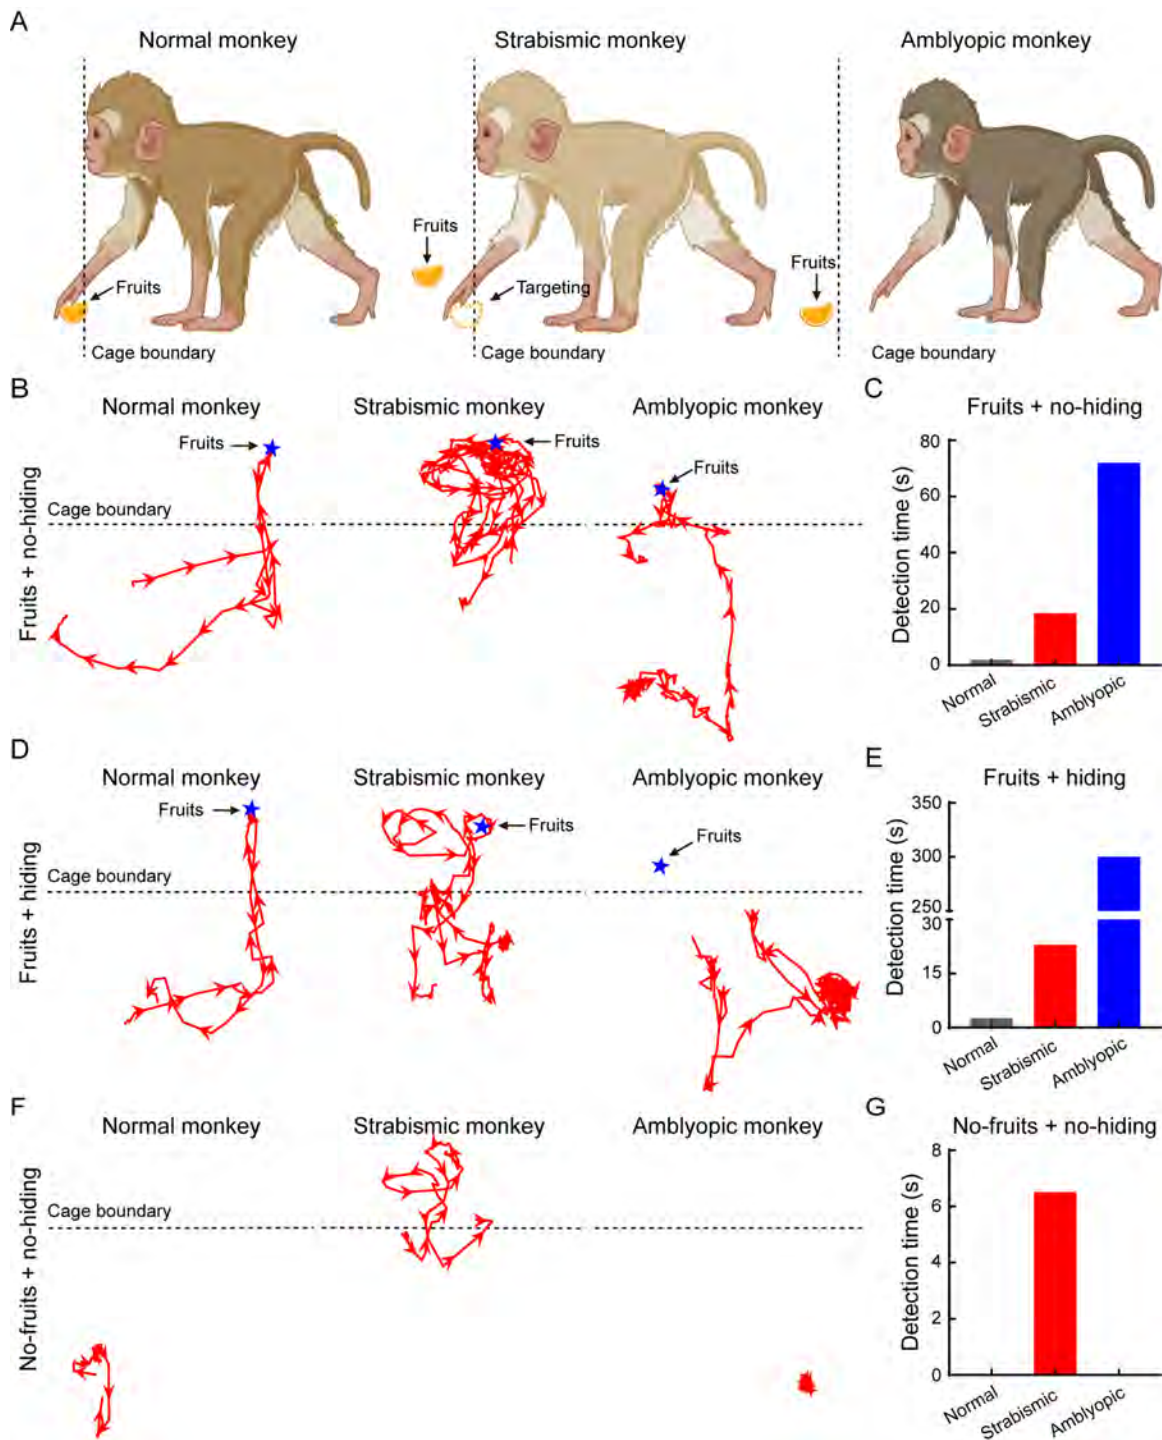 A
Normal monkey
Strabismic monkey
Amblyopic monkey
Fruits
Fruits
Targeting
Fruits
Cage boundary
Cage boundary
Cage boundary
B
Fruits + no-hiding
Normal monkey
Strabismic monkey
Amblyopic monkey
Fruits
Fruits
Fruits
Cage boundary
C
Fruits + no-hiding
Detection time (s)
80
60
40
20
0
Normal
Strabismic
Amblyopic
D
Fruits + hiding
Normal monkey
Strabismic monkey
Amblyopic monkey
Fruits
Fruits
Fruits
Cage boundary
E
Fruits + hiding
Detection time (s)
350
300
250
30
15
0
Normal
Strabismic
Amblyopic
F
No-fruits + no-hiding
Normal monkey
Strabismic monkey
Amblyopic monkey
Cage boundary
G
No-fruits + no-hiding
Detection time (s)
8
6
4
2
0
Normal
Strabismic
Amblyopic